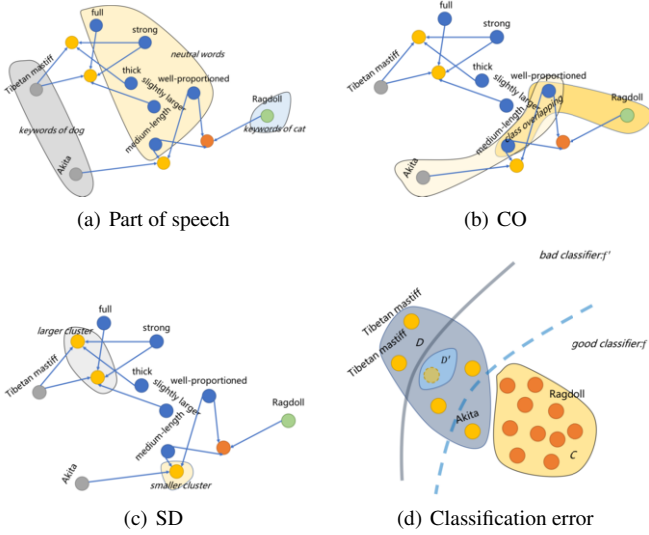 full
strong
neutral words
Tibetan mastiff
thick
slightly larger
well-proportioned
Ragdoll
keywords of dog
medium-length
keywords of cat
Akita
(a) Part of speech
full
strong
Tibetan mastiff
thick
slightly larger
well-proportioned
Ragdoll
medium-length
class overlapping
Akita
(b) CO
full
larger cluster
strong
Tibetan mastiff
thick
slightly larger
well-proportioned
Ragdoll
medium-length
Akita
smaller cluster
(c) SD
bad classifier:f'
Tibetan mastiff
D
good classifier:f
Tibetan mastiff
D'
Ragdoll
Akita
C
(d) Classification error